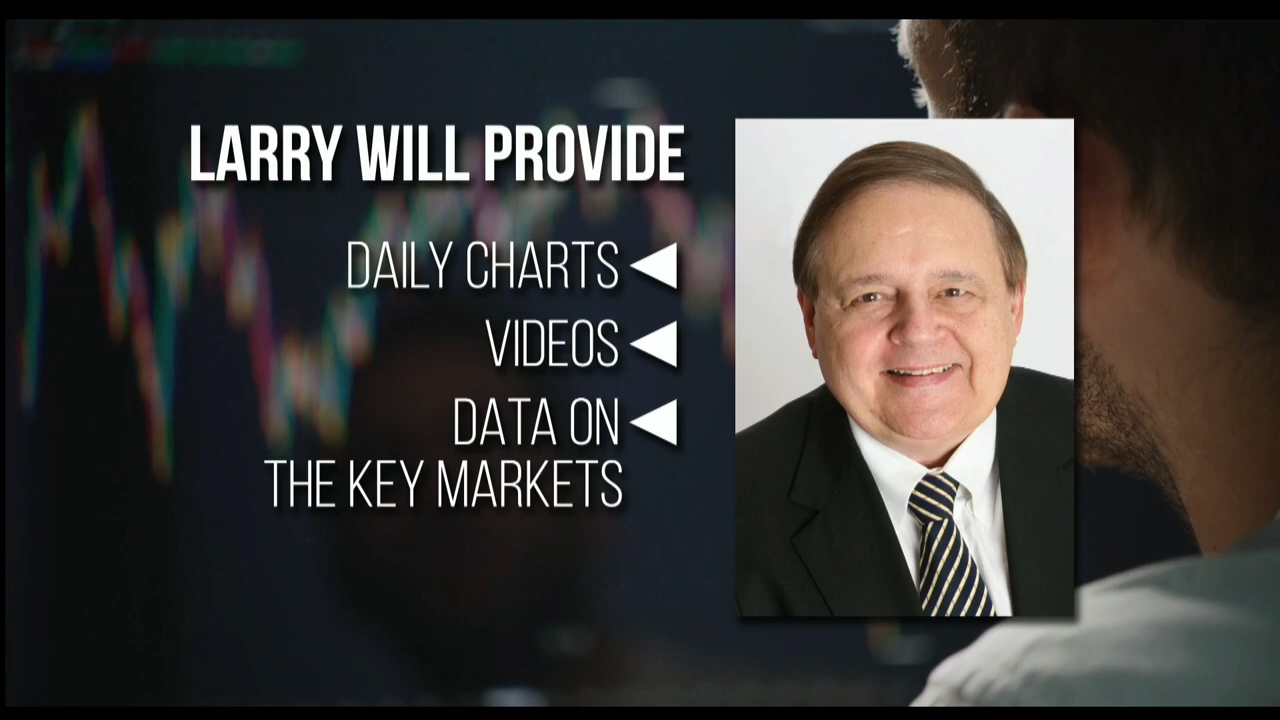 LARRY WILL PROVIDE
DAILY CHARTS
VIDEOS
DATA ON
THE KEY MARKETS